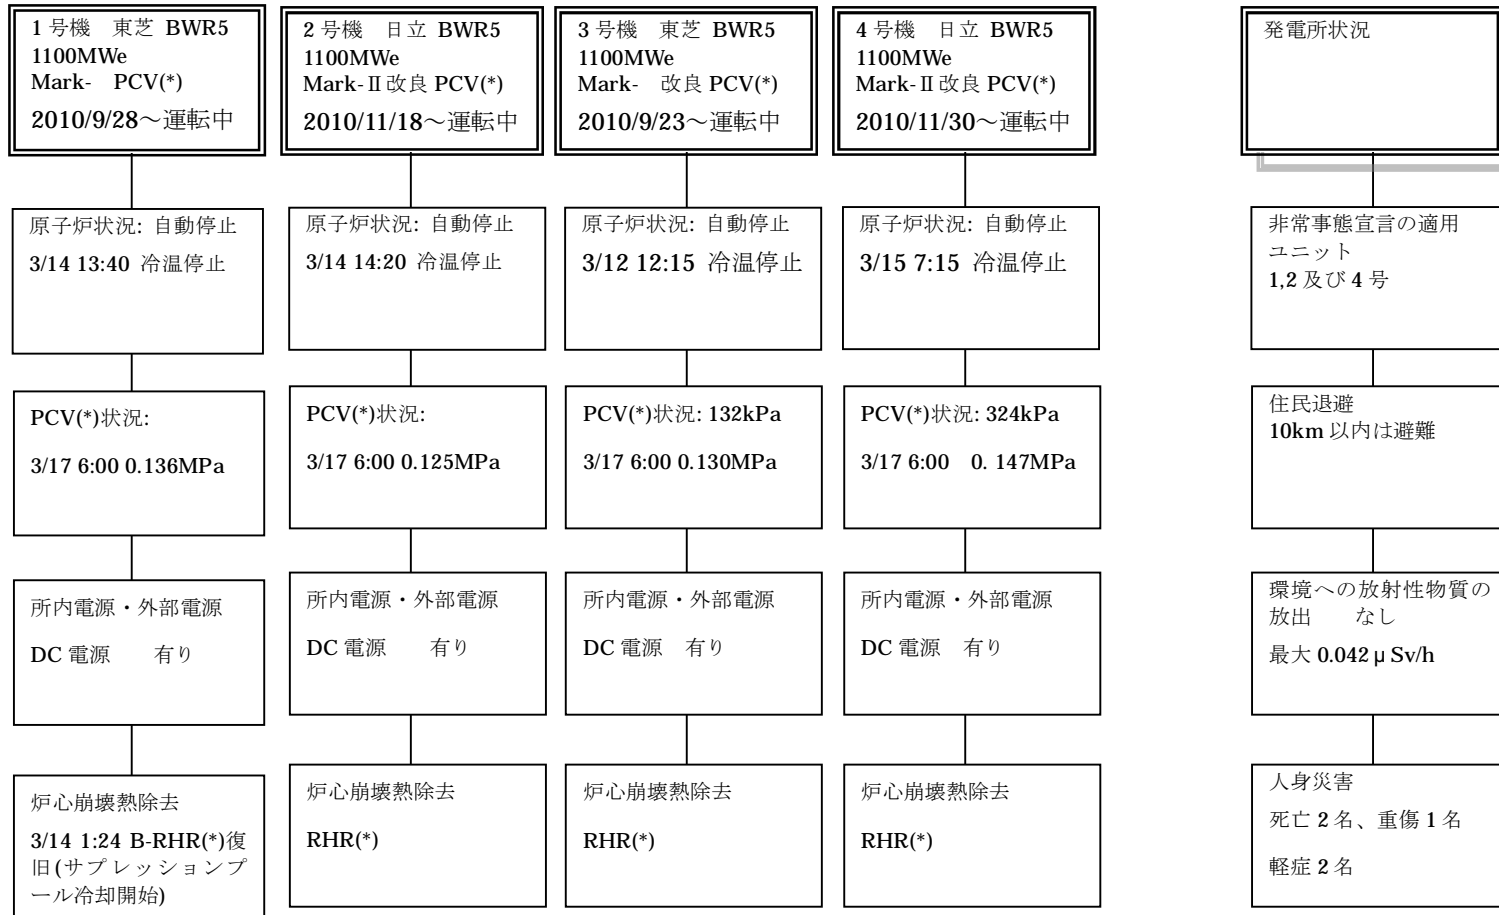 1 号機　東芝 BWR5
1100MWe
Mark-　PCV(*)
2010/9/28～運転中
原子炉状況: 自動停止
3/14 13:40 冷温停止
PCV(*)状況:
3/17 6:00 0.136MPa
所内電源・外部電源
DC 電源　　有り
炉心崩壊熱除去
3/14 1:24 B-RHR(*)復
旧(サプレッションプ
ール冷却開始)
2 号機　日立 BWR5
1100MWe
Mark-Ⅱ改良 PCV(*)
2010/11/18～運転中
原子炉状況: 自動停止
3/14 14:20 冷温停止
PCV(*)状況:
3/17 6:00 0.125MPa
所内電源・外部電源
DC 電源　　有り
炉心崩壊熱除去
RHR(*)
3 号機　東芝 BWR5
1100MWe
Mark-　改良 PCV(*)
2010/9/23～運転中
原子炉状況: 自動停止
3/12 12:15 冷温停止
PCV(*)状況: 132kPa
3/17 6:00 0.130MPa
所内電源・外部電源
DC 電源　有り
炉心崩壊熱除去
RHR(*)
4 号機　日立 BWR5
1100MWe
Mark-Ⅱ改良 PCV(*)
2010/11/30～運転中
原子炉状況: 自動停止
3/15 7:15 冷温停止
PCV(*)状況: 324kPa
3/17 6:00　0. 147MPa
所内電源・外部電源
DC 電源　有り
炉心崩壊熱除去
RHR(*)
発電所状況
非常事態宣言の適用
ユニット
1,2 及び 4 号
住民退避
10km 以内は避難
環境への放射性物質の
放出　　なし
最大 0.042μSv/h
人身災害
死亡 2 名、重傷 1 名
軽症 2 名